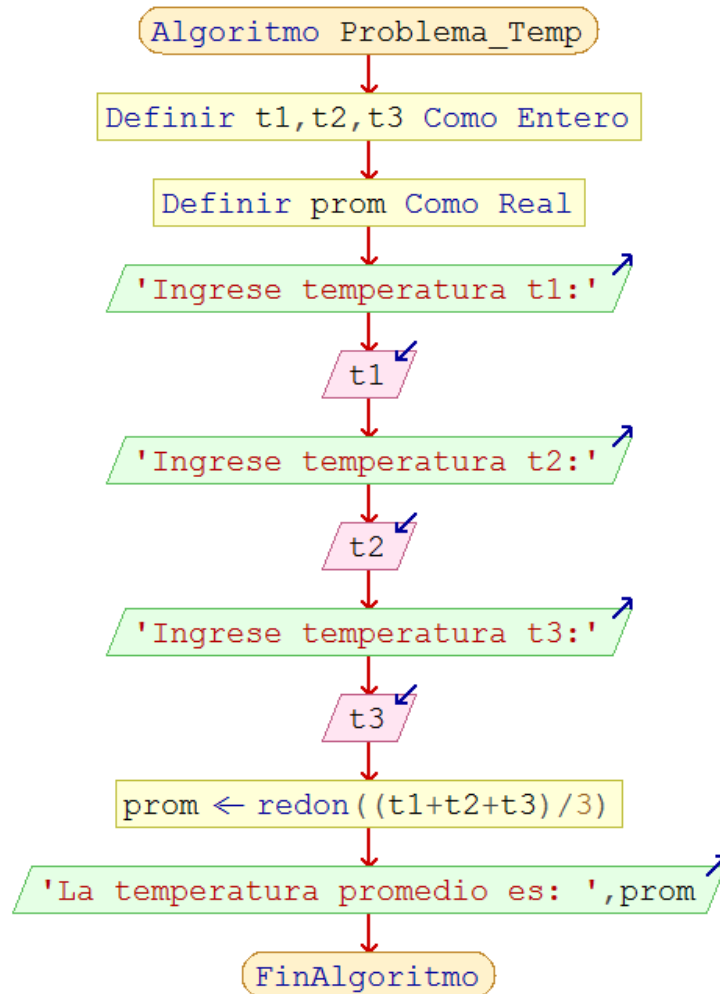 Algoritmo Problema_Temp
Definir t1,t2,t3 Como Entero
Definir prom Como Real
'Ingrese temperatura t1:'
t1
'Ingrese temperatura t2:'
t2
'Ingrese temperatura t3:'
t3
prom ← redon((t1+t2+t3)/3)
'La temperatura promedio es: ',prom
FinAlgoritmo